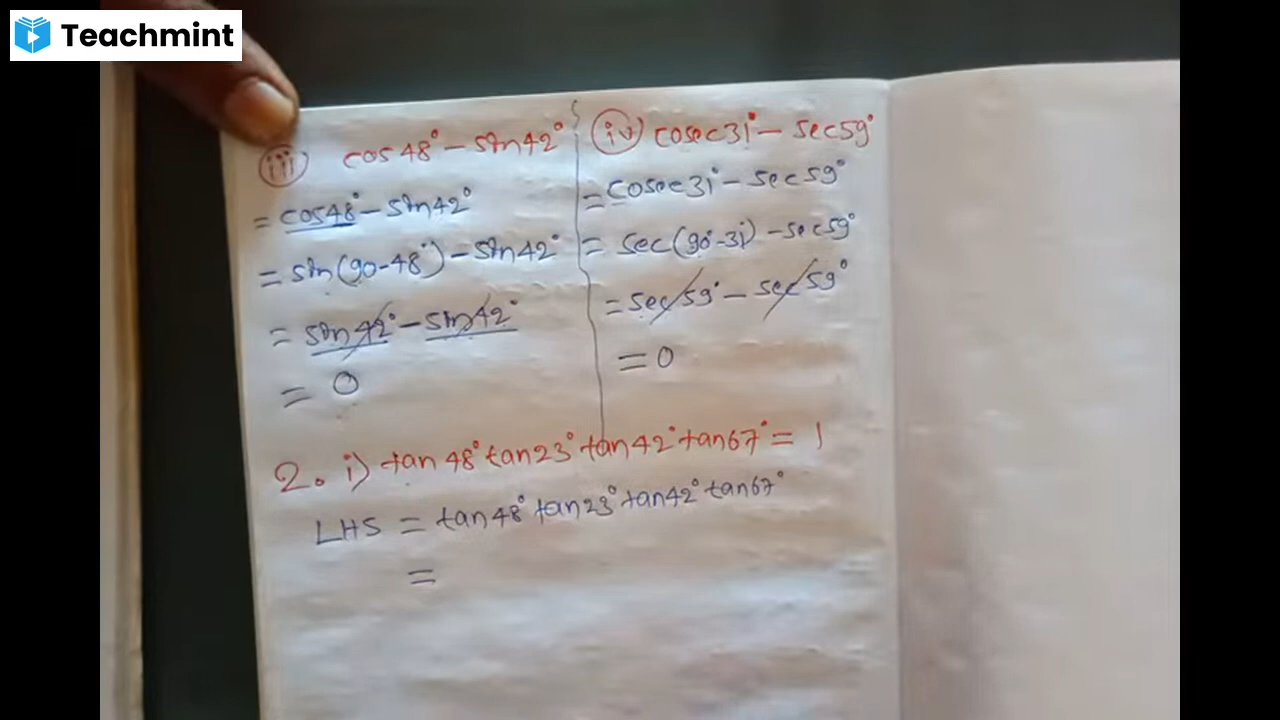 Teachmint
iii) cos 48° - sin 42°
= cos 48° - sin 42°
= sin(90 - 48°) - sin 42°
= sin 42° - sin 42°
= 0
iv) cosec 31° - sec 59°
= cosec 31° - sec 59°
= sec(90° - 31°) - sec 59°
= sec 59° - sec 59°
= 0
2. i) tan 48° tan 23° tan 42° tan 67° = 1
LHS = tan 48° tan 23° tan 42° tan 67°
=